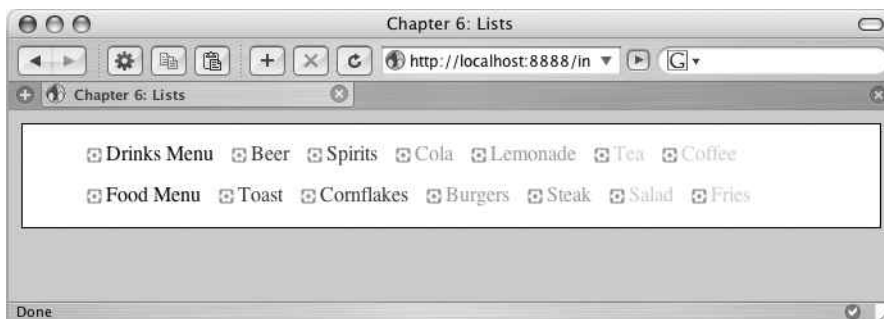 Chapter 6: Lists
http://localhost:8888/in
G
Chapter 6: Lists
Drinks Menu Beer Spirits Cola Lemonade Tea Coffee
Food Menu Toast Cornflakes Burgers Steak Salad Fries
Done